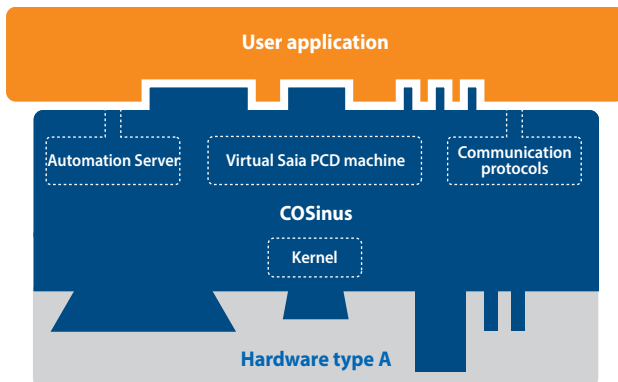 User application
Automation Server
Virtual Saia PCD machine
Communication
protocols
COSinus
Kernel
Hardware type A